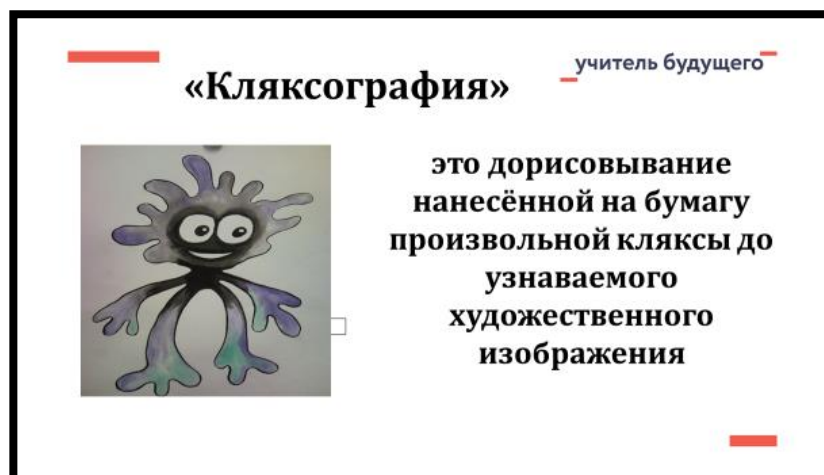 учитель будущего
«Кляксография»
это дорисовывание
нанесённой на бумагу
произвольной кляксы до
узнаваемого
художественного
изображения